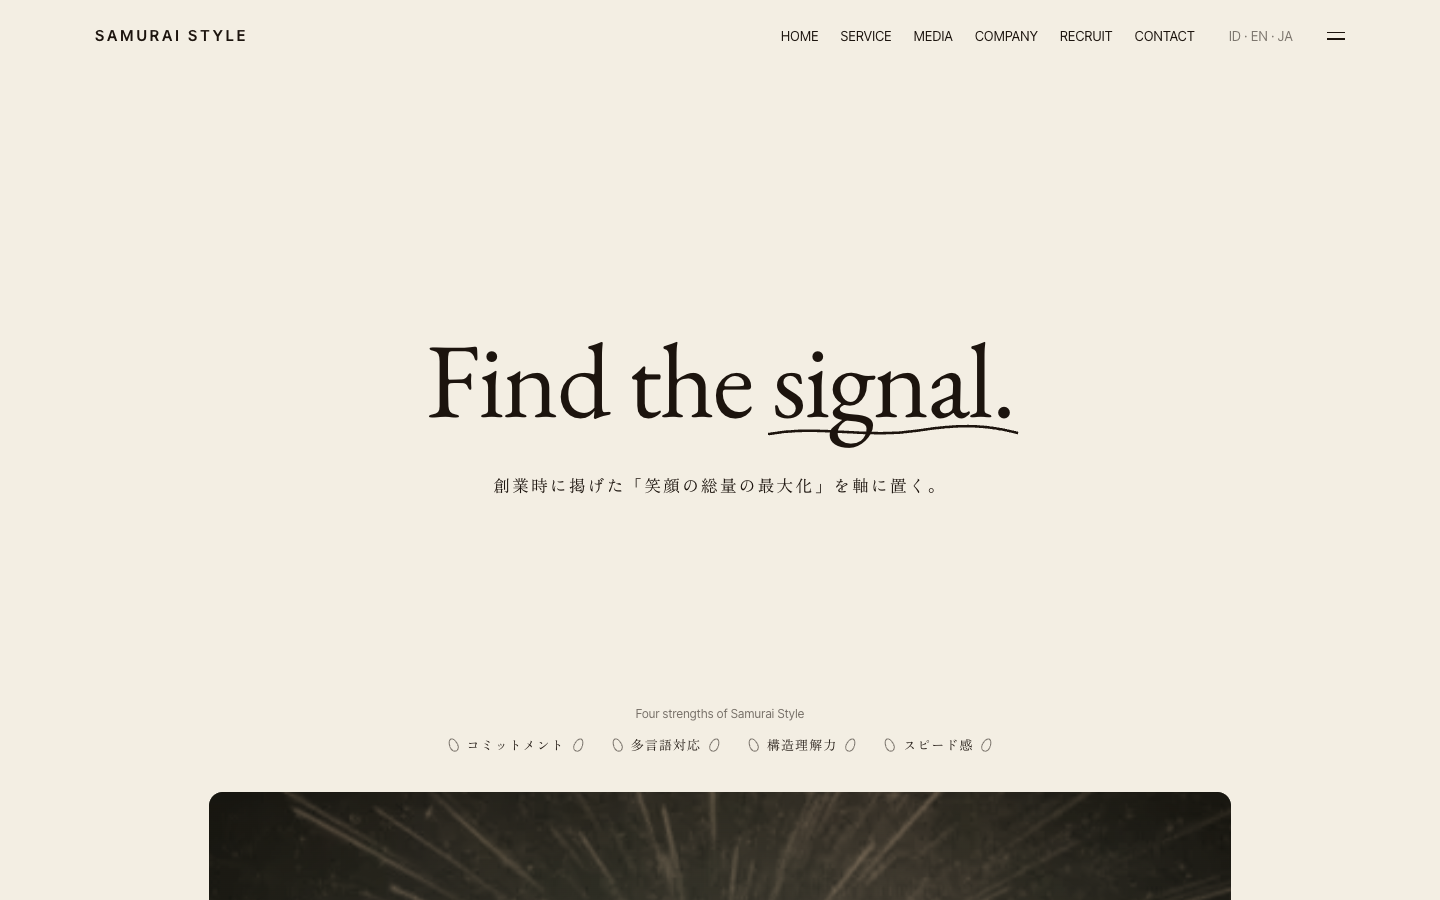 SAMURAI STYLE
HOME SERVICE MEDIA COMPANY RECRUIT CONTACT ID · EN · JA
Find the signal.
創業時に掲げた「笑顔の総量の最大化」を軸に置く。
Four strengths of Samurai Style
コミットメント 多言語対応 構造理解力 スピード感